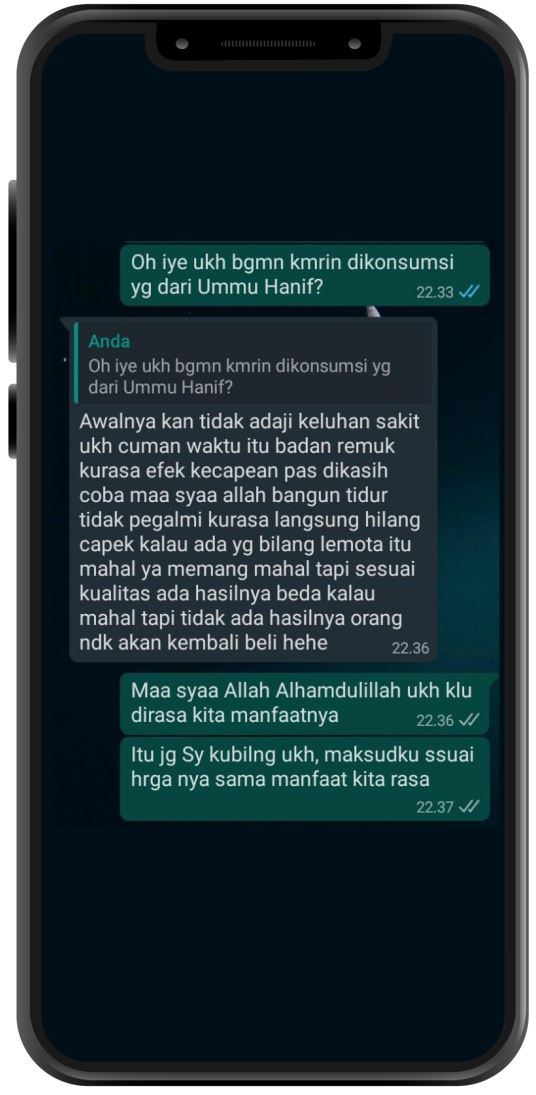 Oh iye ukh bgmn kmrin dikonsumsi
yg dari Ummu Hanif?
22.33
Anda
Oh iye ukh bgmn kmrin dikonsumsi yg
dari Ummu Hanif?
Awalnya kan tidak adaji keluhan sakit
ukh cuman waktu itu badan remuk
kurasa efek kecapean pas dikasih
coba maa syaa allah bangun tidur
tidak pegalmi kurasa langsung hilang
capek kalau ada yg bilang lemota itu
mahal ya memang mahal tapi sesuai
kualitas ada hasilnya beda kalau
mahal tapi tidak ada hasilnya orang
ndk akan kembali beli hehe
22.36
Maa syaa Allah Alhamdulillah ukh klu
dirasa kita manfaatnya
22.36
Itu jg Sy kubilng ukh, maksudku ssuai
hrga nya sama manfaat kita rasa
22.37